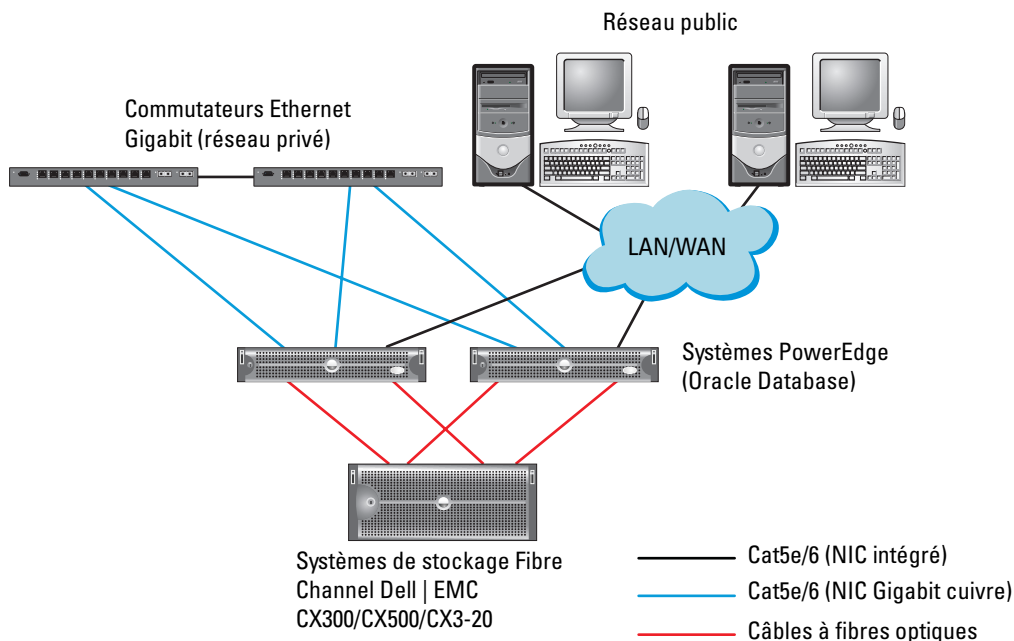 Réseau public
Commutateurs Ethernet
Gigabit (réseau privé)
LAN/WAN
Systèmes PowerEdge
(Oracle Database)
Systèmes de stockage Fibre
Channel Dell | EMC
CX300/CX500/CX3-20
Cat5e/6 (NIC intégré)
Cat5e/6 (NIC Gigabit cuivre)
Câbles à fibres optiques